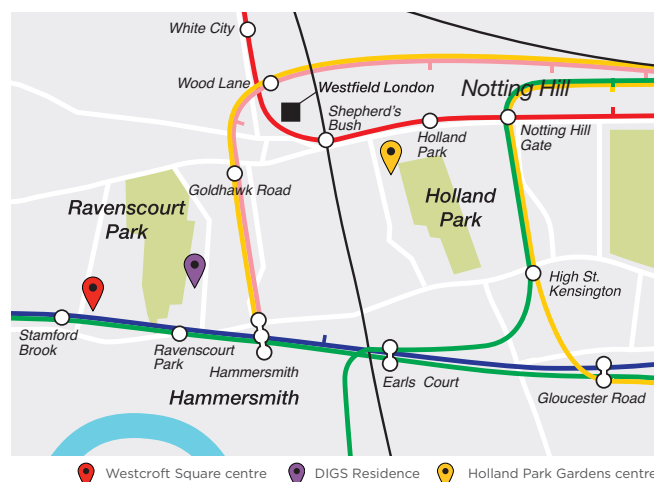 White City
Wood Lane
Westfield London
Notting Hill
Shepherd's
Bush
Holland
Park
Notting Hill
Gate
Goldhawk Road
Ravenscourt
Park
Holland
Park
High St.
Kensington
Stamford
Brook
Ravenscourt
Park
Hammersmith
Earls Court
Gloucester Road
Hammersmith
Westcroft Square centre
DIGS Residence
Holland Park Gardens centre